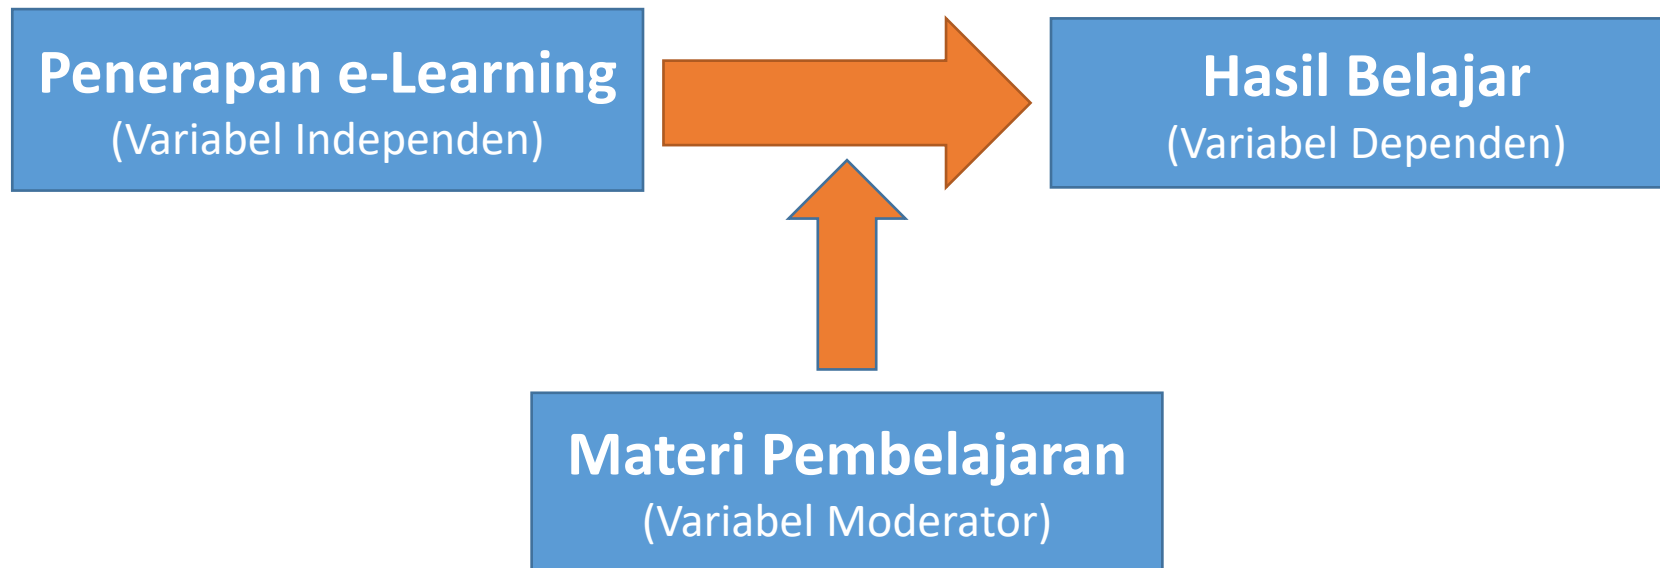 Penerapan e-Learning
(Variabel Independen)
Hasil Belajar
(Variabel Dependen)
Materi Pembelajaran
(Variabel Moderator)